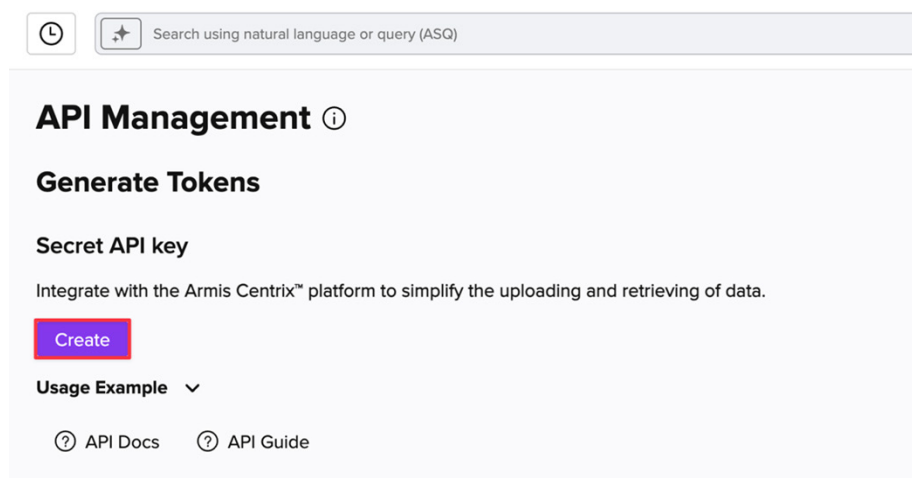 Search using natural language or query (ASQ)
API Management
Generate Tokens
Secret API key
Integrate with the Armis Centrix™ platform to simplify the uploading and retrieving of data.
Create
Usage Example
API Docs API Guide